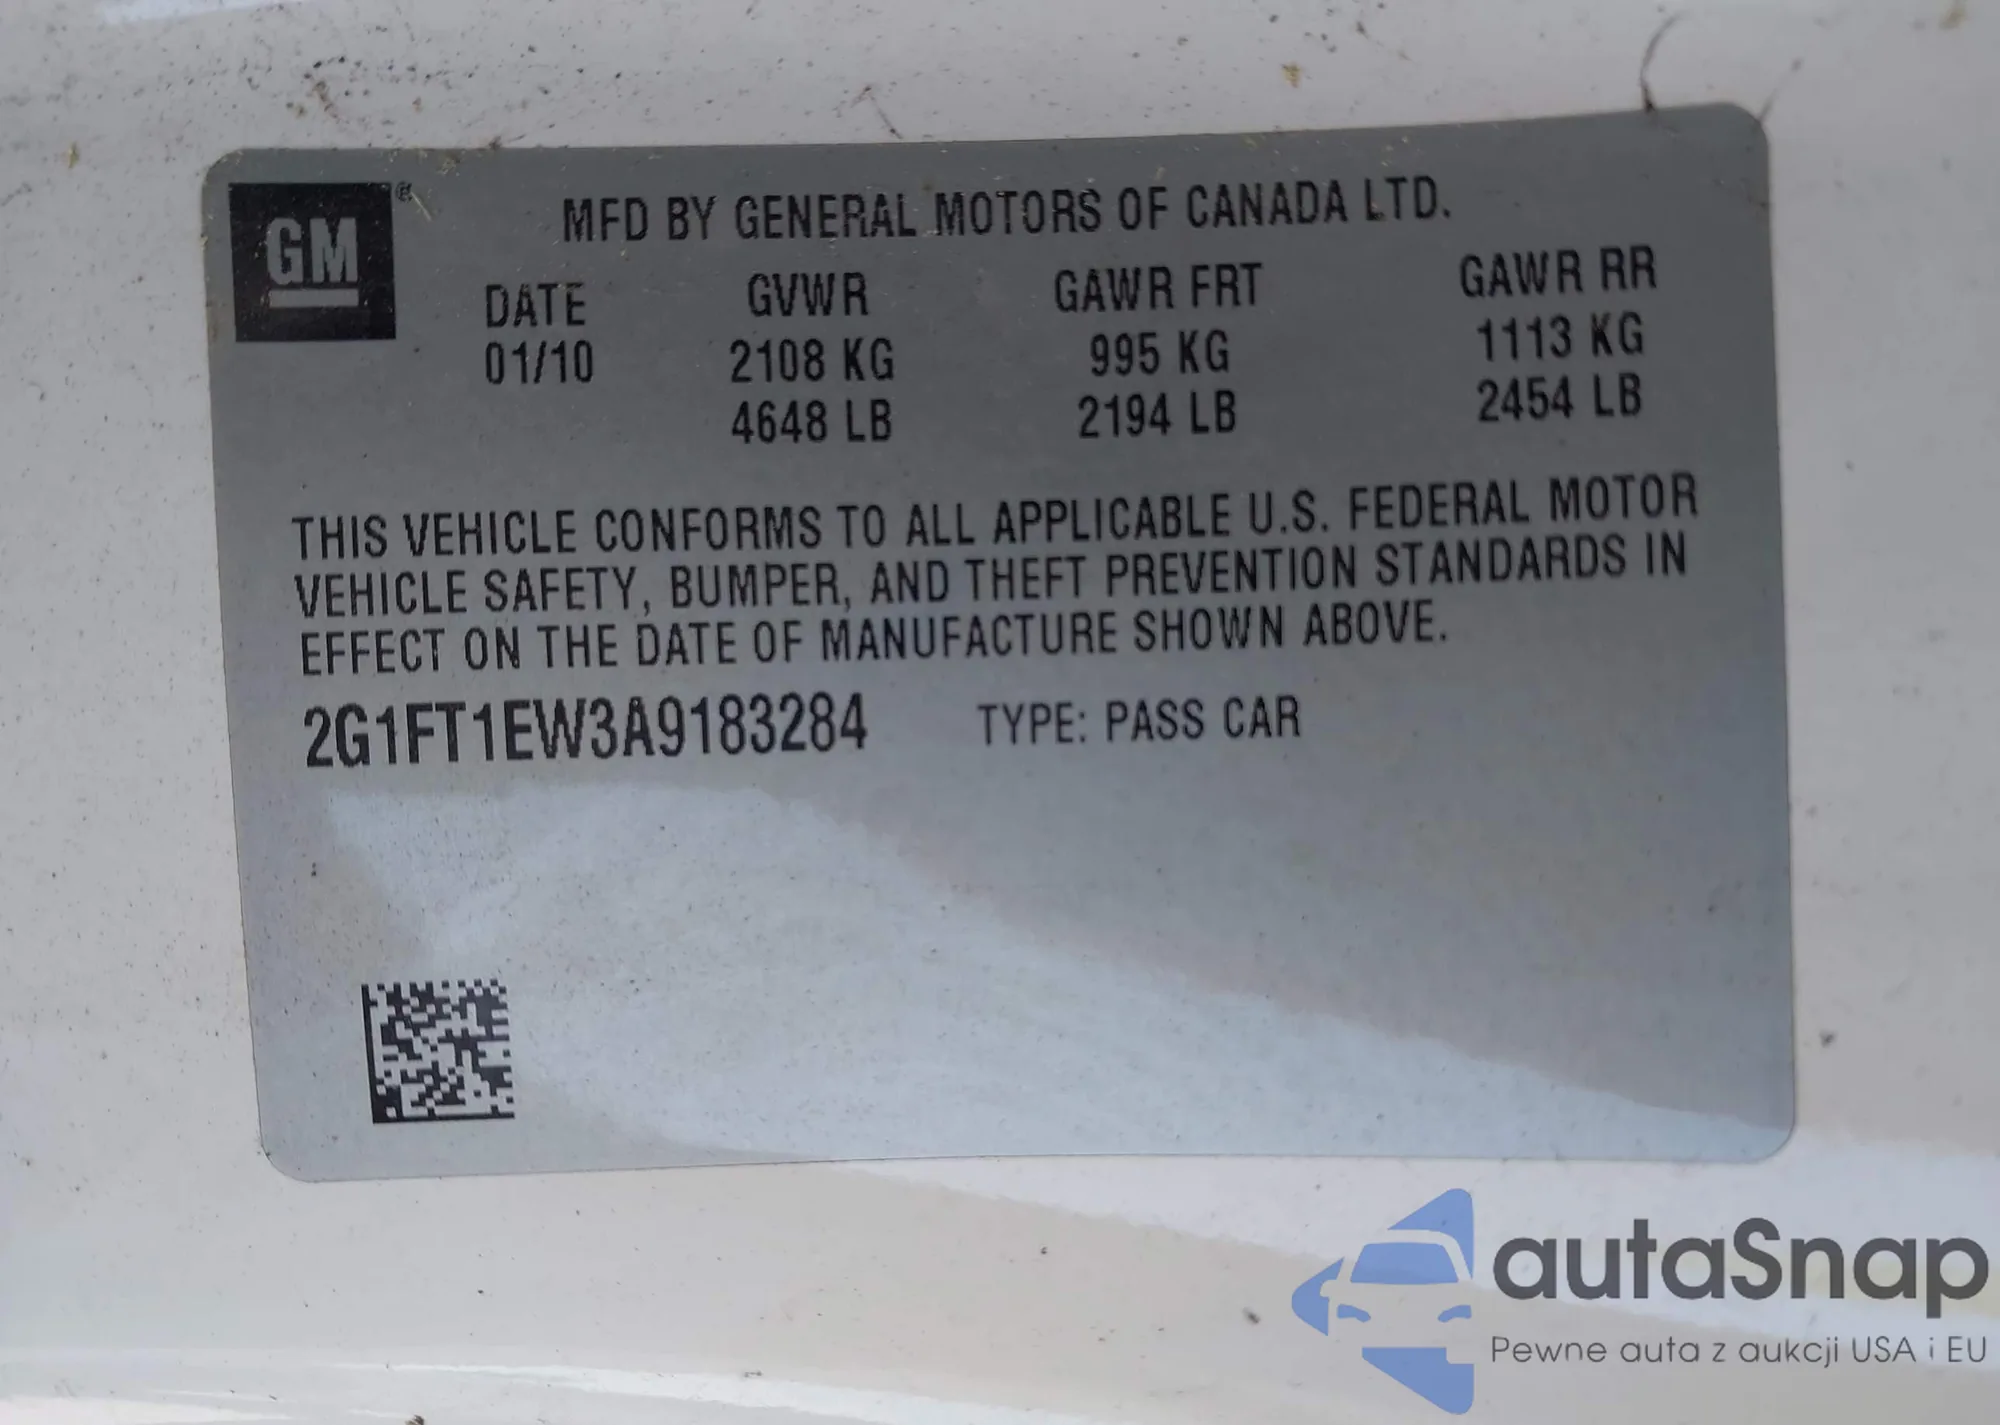 GM®
MFD BY GENERAL MOTORS OF CANADA LTD.
DATE GVWR GAWR FRT GAWR RR
01/10 2108 KG 995 KG 1113 KG
4648 LB 2194 LB 2454 LB
THIS VEHICLE CONFORMS TO ALL APPLICABLE U.S. FEDERAL MOTOR
VEHICLE SAFETY, BUMPER, AND THEFT PREVENTION STANDARDS IN
EFFECT ON THE DATE OF MANUFACTURE SHOWN ABOVE.
2G1FT1EW3A9183284 TYPE: PASS CAR
autaSnap
Pewne auta z aukcji USA i EU